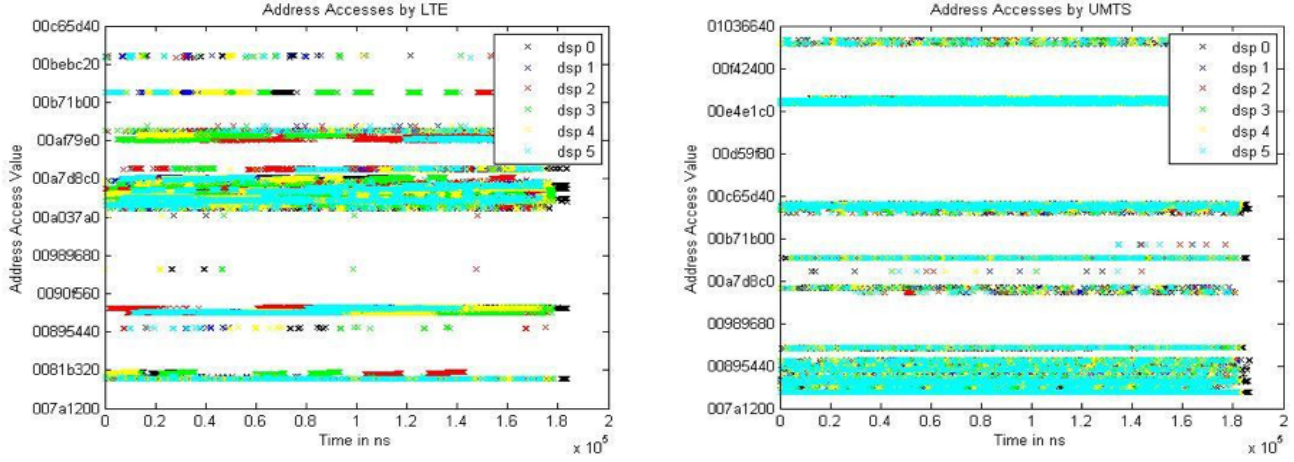 Address Accesses by LTE
00c65d40
00bebc20
00b71b00
00af79e0
00a7d8c0
00a037a0
00989680
0090f560
00895440
0081b320
007a1200
Address Access Value
0
0.2
0.4
0.6
0.8
1
1.2
1.4
1.6
1.8
2
Time in ns
x 10^5
dsp 0
dsp 1
dsp 2
dsp 3
dsp 4
dsp 5
Address Accesses by UMTS
01036640
00f42400
00e4e1c0
00d59f80
00c65d40
00b71b00
00a7d8c0
00989680
00895440
007a1200
Address Access Value
0
0.2
0.4
0.6
0.8
1
1.2
1.4
1.6
1.8
2
Time in ns
x 10^5
dsp 0
dsp 1
dsp 2
dsp 3
dsp 4
dsp 5